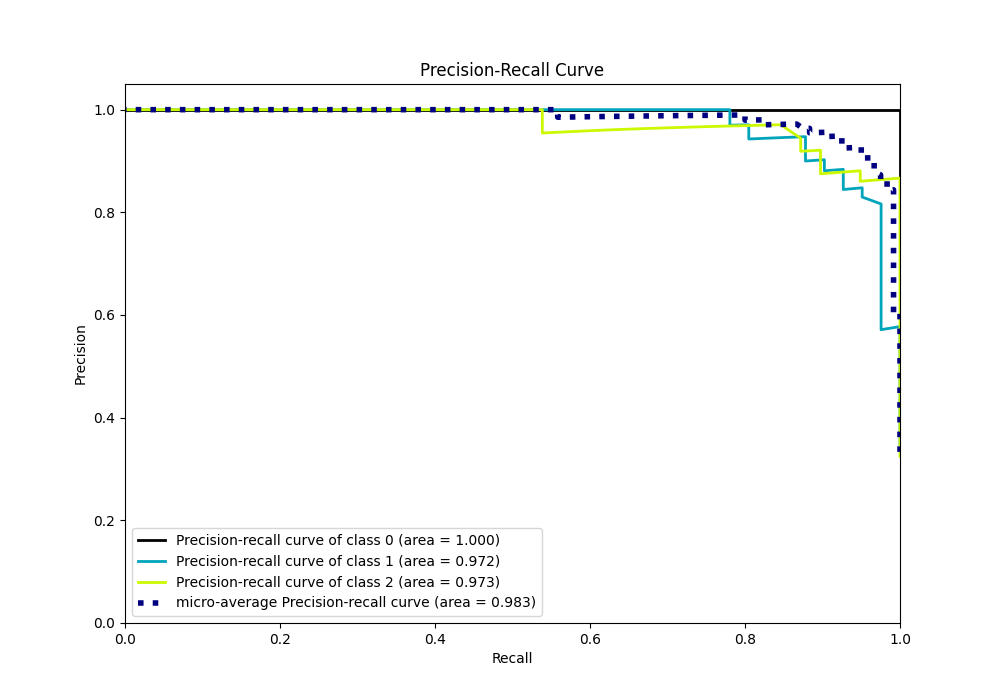 Precision-Recall Curve
1.0
0.8
0.6
0.4
0.2
0.0
Precision
Precision-recall curve of class 0 (area = 1.000)
Precision-recall curve of class 1 (area = 0.972)
Precision-recall curve of class 2 (area = 0.973)
micro-average Precision-recall curve (area = 0.983)
0.0 0.2 0.4 0.6 0.8 1.0
Recall